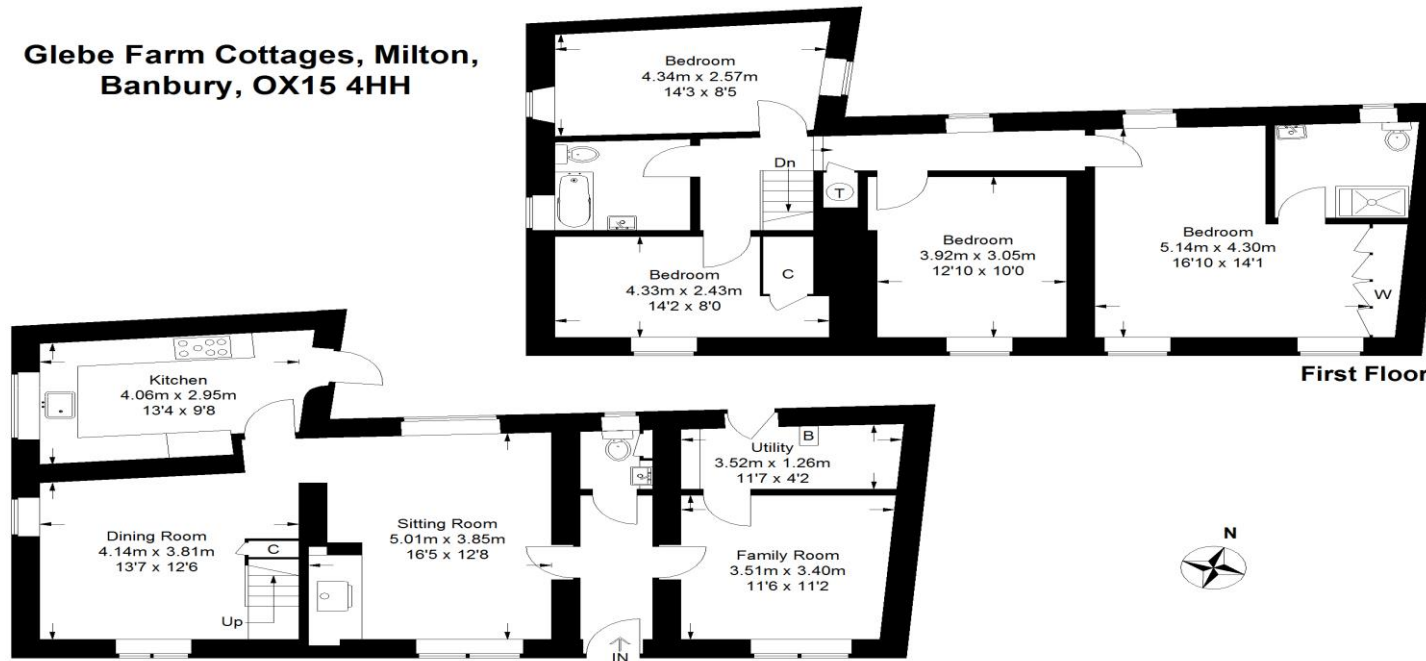 Glebe Farm Cottages, Milton,
Banbury, OX15 4HH
Bedroom
4.34m x 2.57m
14'3 x 8'5
Dn
T
Bedroom
4.33m x 2.43m
14'2 x 8'0
C
Bedroom
3.92m x 3.05m
12'10 x 10'0
Bedroom
5.14m x 4.30m
16'10 x 14'1
W
First Floor
Kitchen
4.06m x 2.95m
13'4 x 9'8
Dining Room
4.14m x 3.81m
13'7 x 12'6
C
Up
Sitting Room
5.01m x 3.85m
16'5 x 12'8
IN
Utility
3.52m x 1.26m
11'7 x 4'2
B
Family Room
3.51m x 3.40m
11'6 x 11'2
N